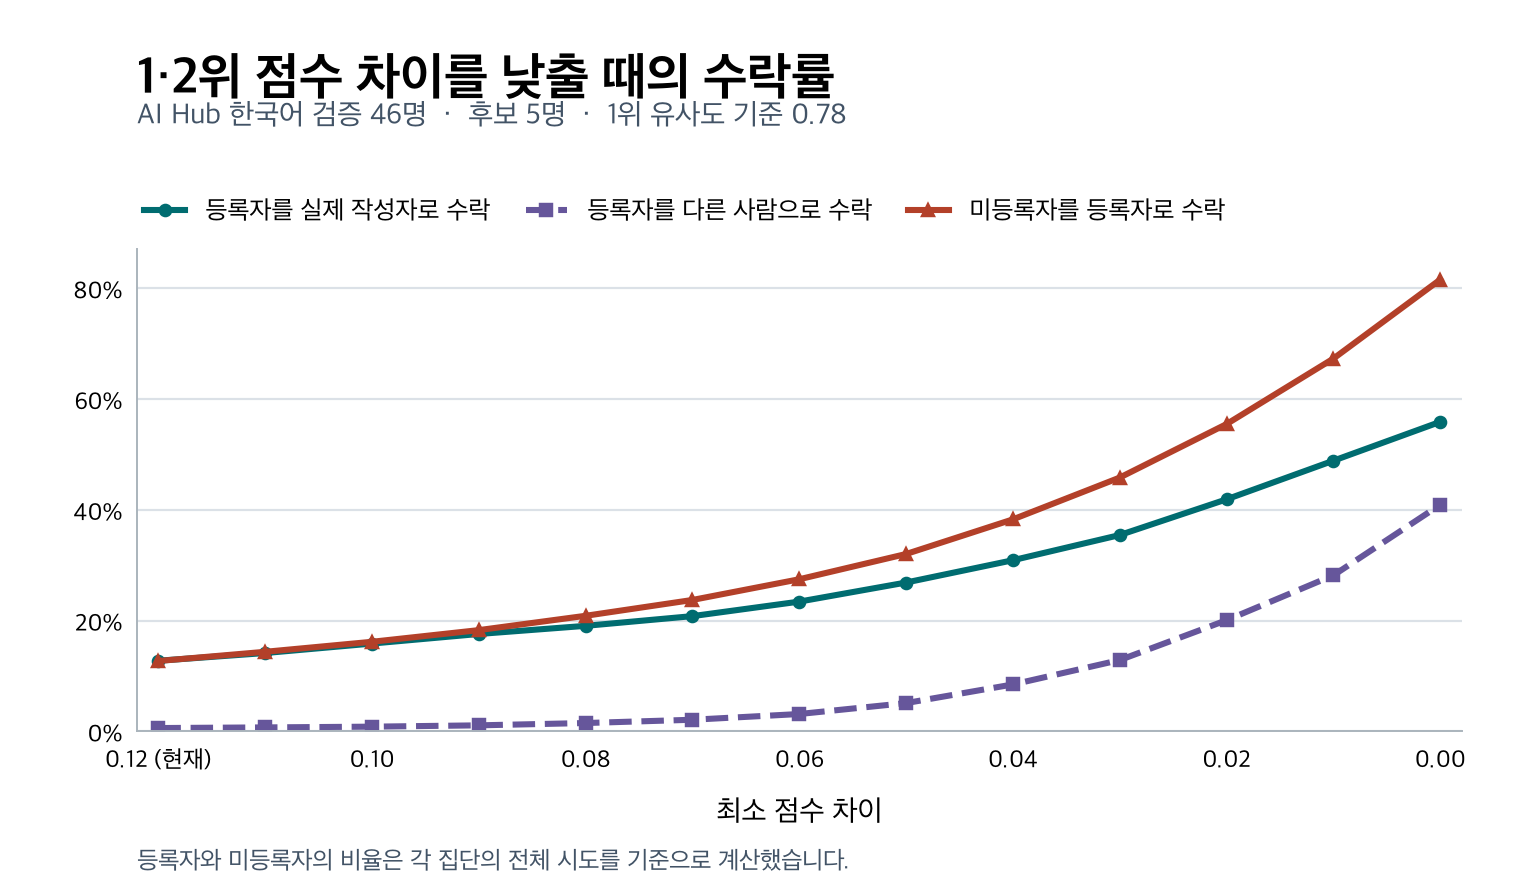 1·2위 점수 차이를 낮출 때의 수락률
AI Hub 한국어 검증 46명 · 후보 5명 · 1위 유사도 기준 0.78
등록자를 실제 작성자로 수락 등록자를 다른 사람으로 수락 미등록자를 등록자로 수락
80%
60%
40%
20%
0%
0.12 (현재) 0.10 0.08 0.06 0.04 0.02 0.00
최소 점수 차이
등록자와 미등록자의 비율은 각 집단의 전체 시도를 기준으로 계산했습니다.